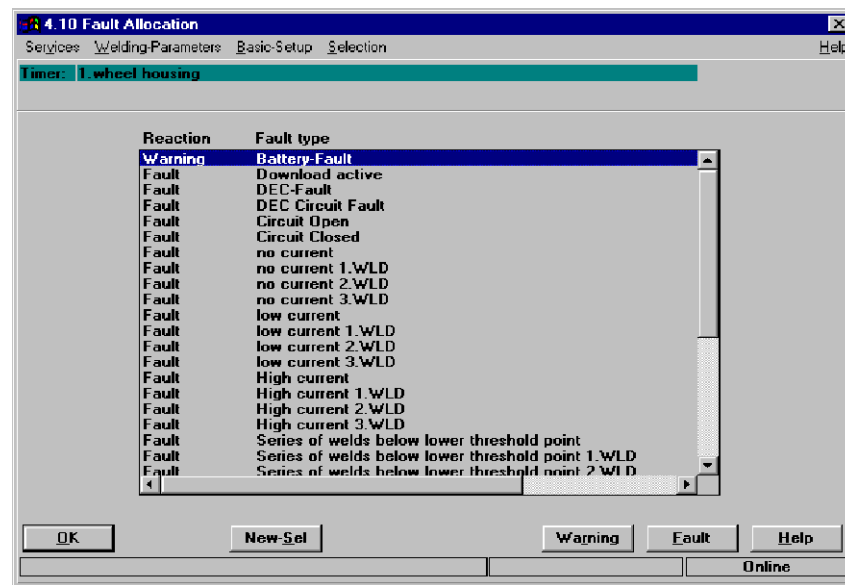 4.10 Fault Allocation
Services Welding-Parameters Basic-Setup Selection Help
Timer: 1.wheel housing
Reaction Fault type
Warning Battery-Fault
Fault Download active
Fault DEC-Fault
Fault DEC Circuit Fault
Fault Circuit Open
Fault Circuit Closed
Fault no current
Fault no current 1.WLD
Fault no current 2.WLD
Fault no current 3.WLD
Fault low current
Fault low current 1.WLD
Fault low current 2.WLD
Fault low current 3.WLD
Fault High current
Fault High current 1.WLD
Fault High current 2.WLD
Fault High current 3.WLD
Fault Series of welds below lower threshold point
Fault Series of welds below lower threshold point 1.WLD
Fault Series of welds below lower threshold point 2.WLD
OK New-Sel Warning Fault Help
Online